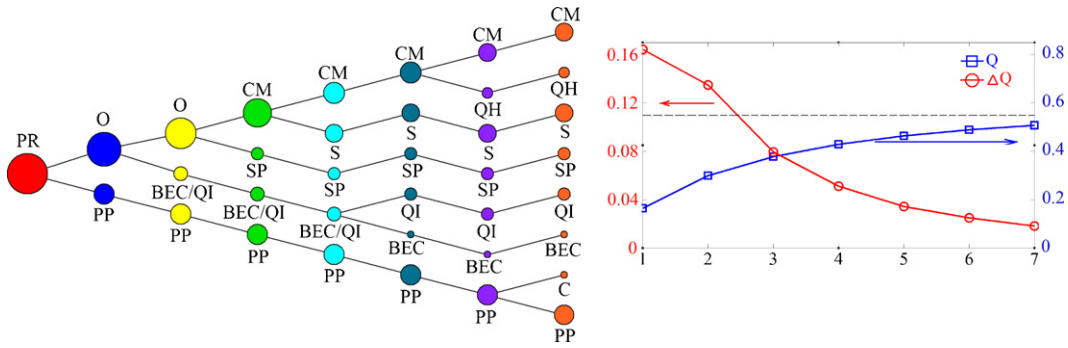 CM
CM
CM
CM
QH
CM
O
QH
O
S
S
PR
S
S
SP
SP
SP
BEC/QI
SP
SP
BEC/QI
QI
QI
PP
BEC/QI
QI
PP
BEC
BEC
PP
BEC
PP
C
PP
PP
PP
0.16
0.12
0.08
0.04
0
Q
ΔQ
0.8
0.6
0.4
0.2
0
1 2 3 4 5 6 7